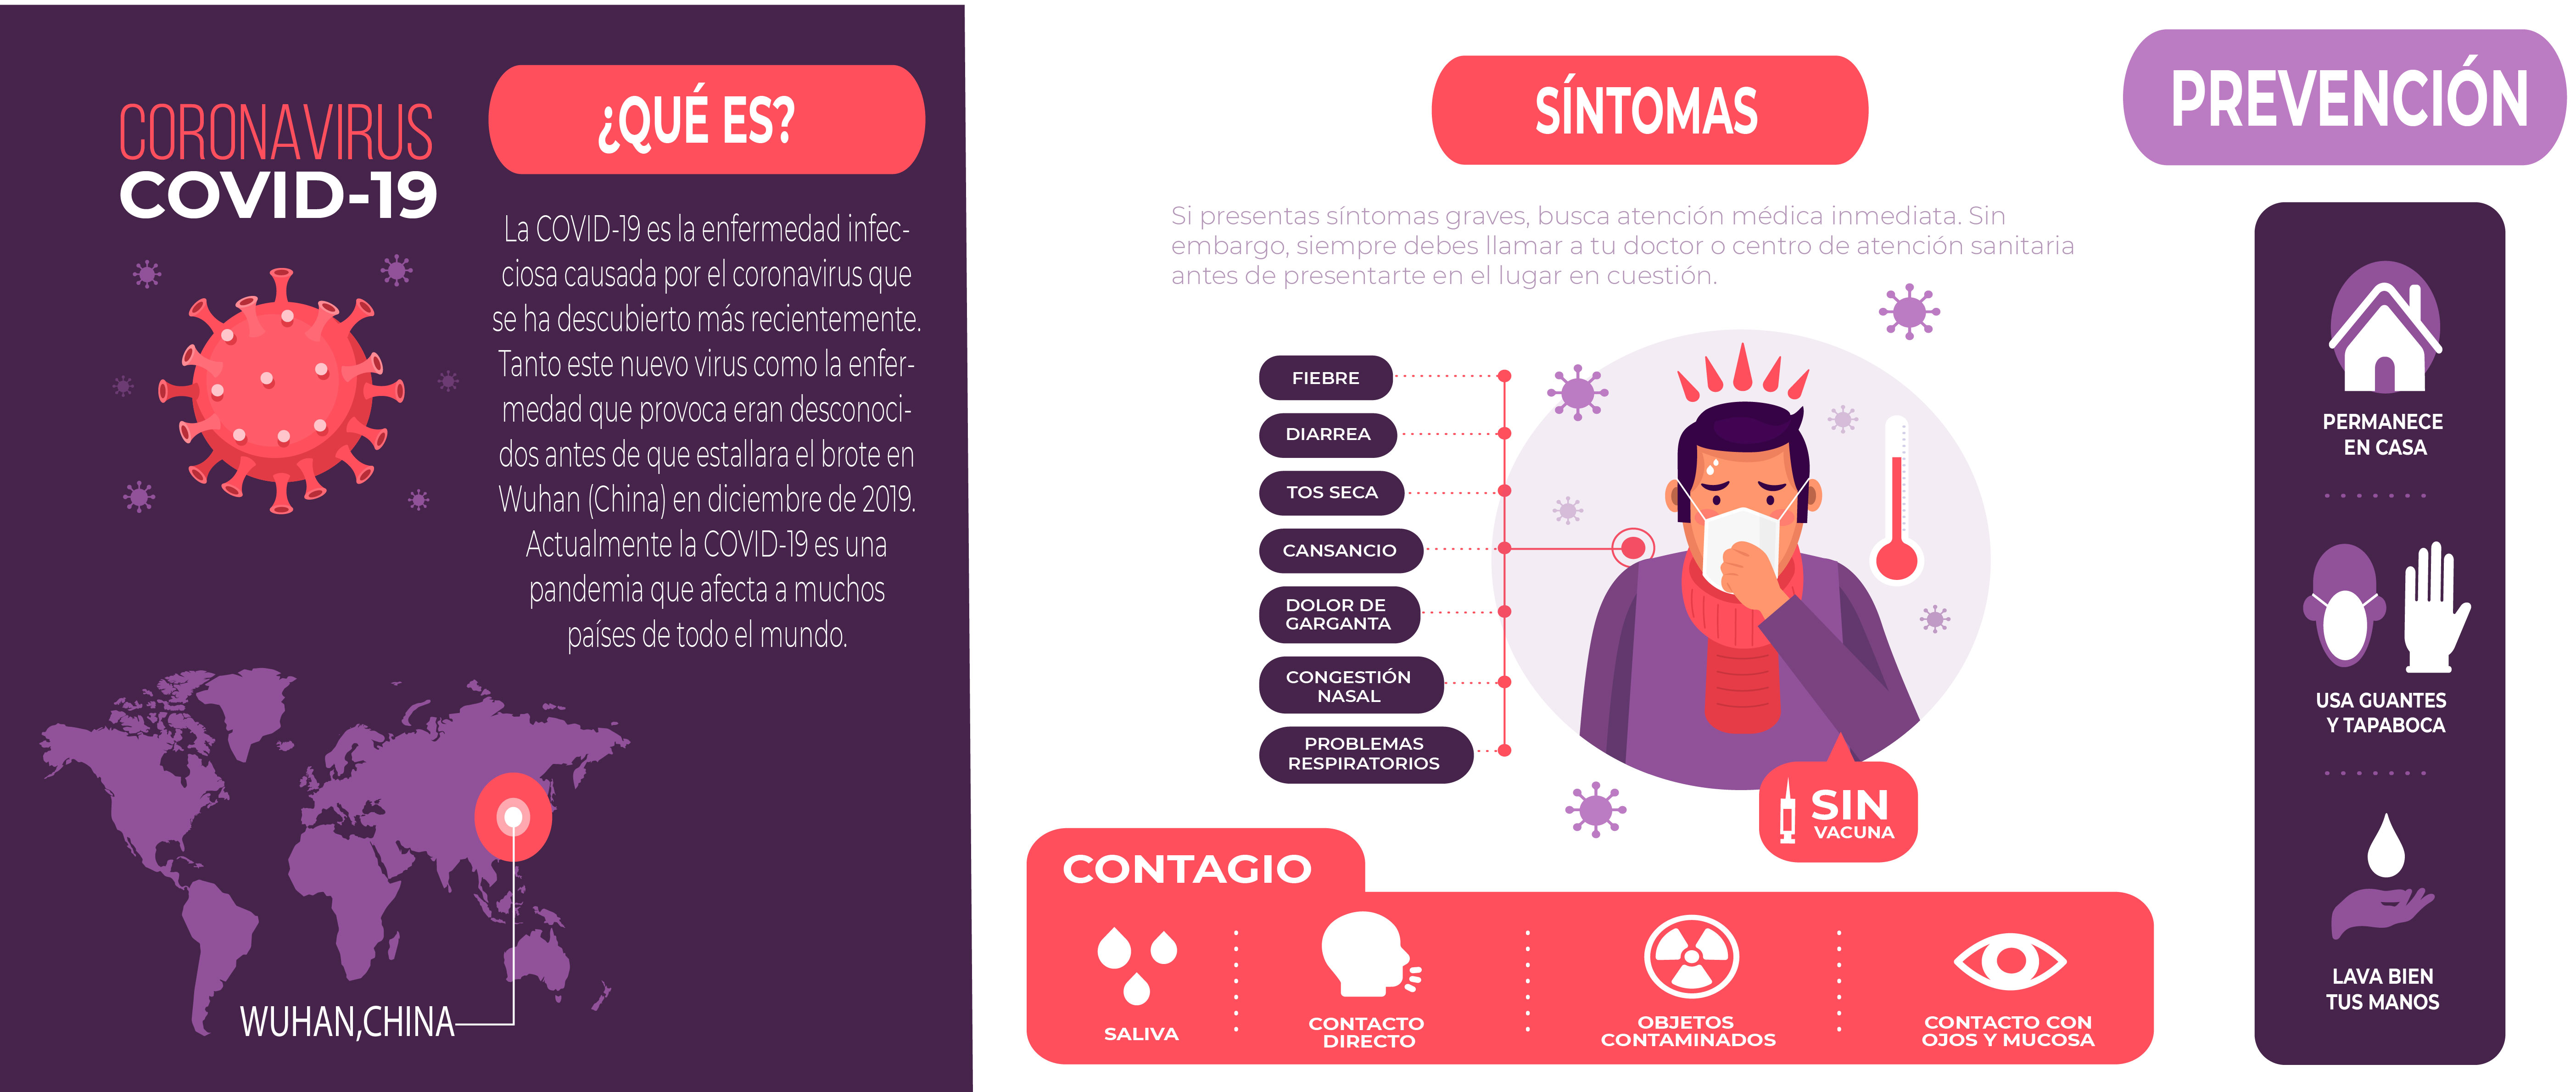 CORONAVIRUS
COVID-19
¿QUÉ ES?
La COVID-19 es la enfermedad infec-
ciosa causada por el coronavirus que
se ha descubierto más recientemente.
Tanto este nuevo virus como la enfer-
medad que provoca eran desconoci-
dos antes de que estallara el brote en
Wuhan (China) en diciembre de 2019.
Actualmente la COVID-19 es una
pandemia que afecta a muchos
países de todo el mundo.
WUHAN,CHINA
SÍNTOMAS
Si presentas síntomas graves, busca atención médica inmediata. Sin
embargo, siempre debes llamar a tu doctor o centro de atención sanitaria
antes de presentarte en el lugar en cuestión.
FIEBRE
DIARREA
TOS SECA
CANSANCIO
DOLOR DE
GARGANTA
CONGESTIÓN
NASAL
PROBLEMAS
RESPIRATORIOS
SIN
VACUNA
CONTAGIO
SALIVA
CONTACTO
DIRECTO
OBJETOS
CONTAMINADOS
CONTACTO CON
OJOS Y MUCOSA
PREVENCIÓN
PERMANECE
EN CASA
USA GUANTES
Y TAPABOCA
LAVA BIEN
TUS MANOS